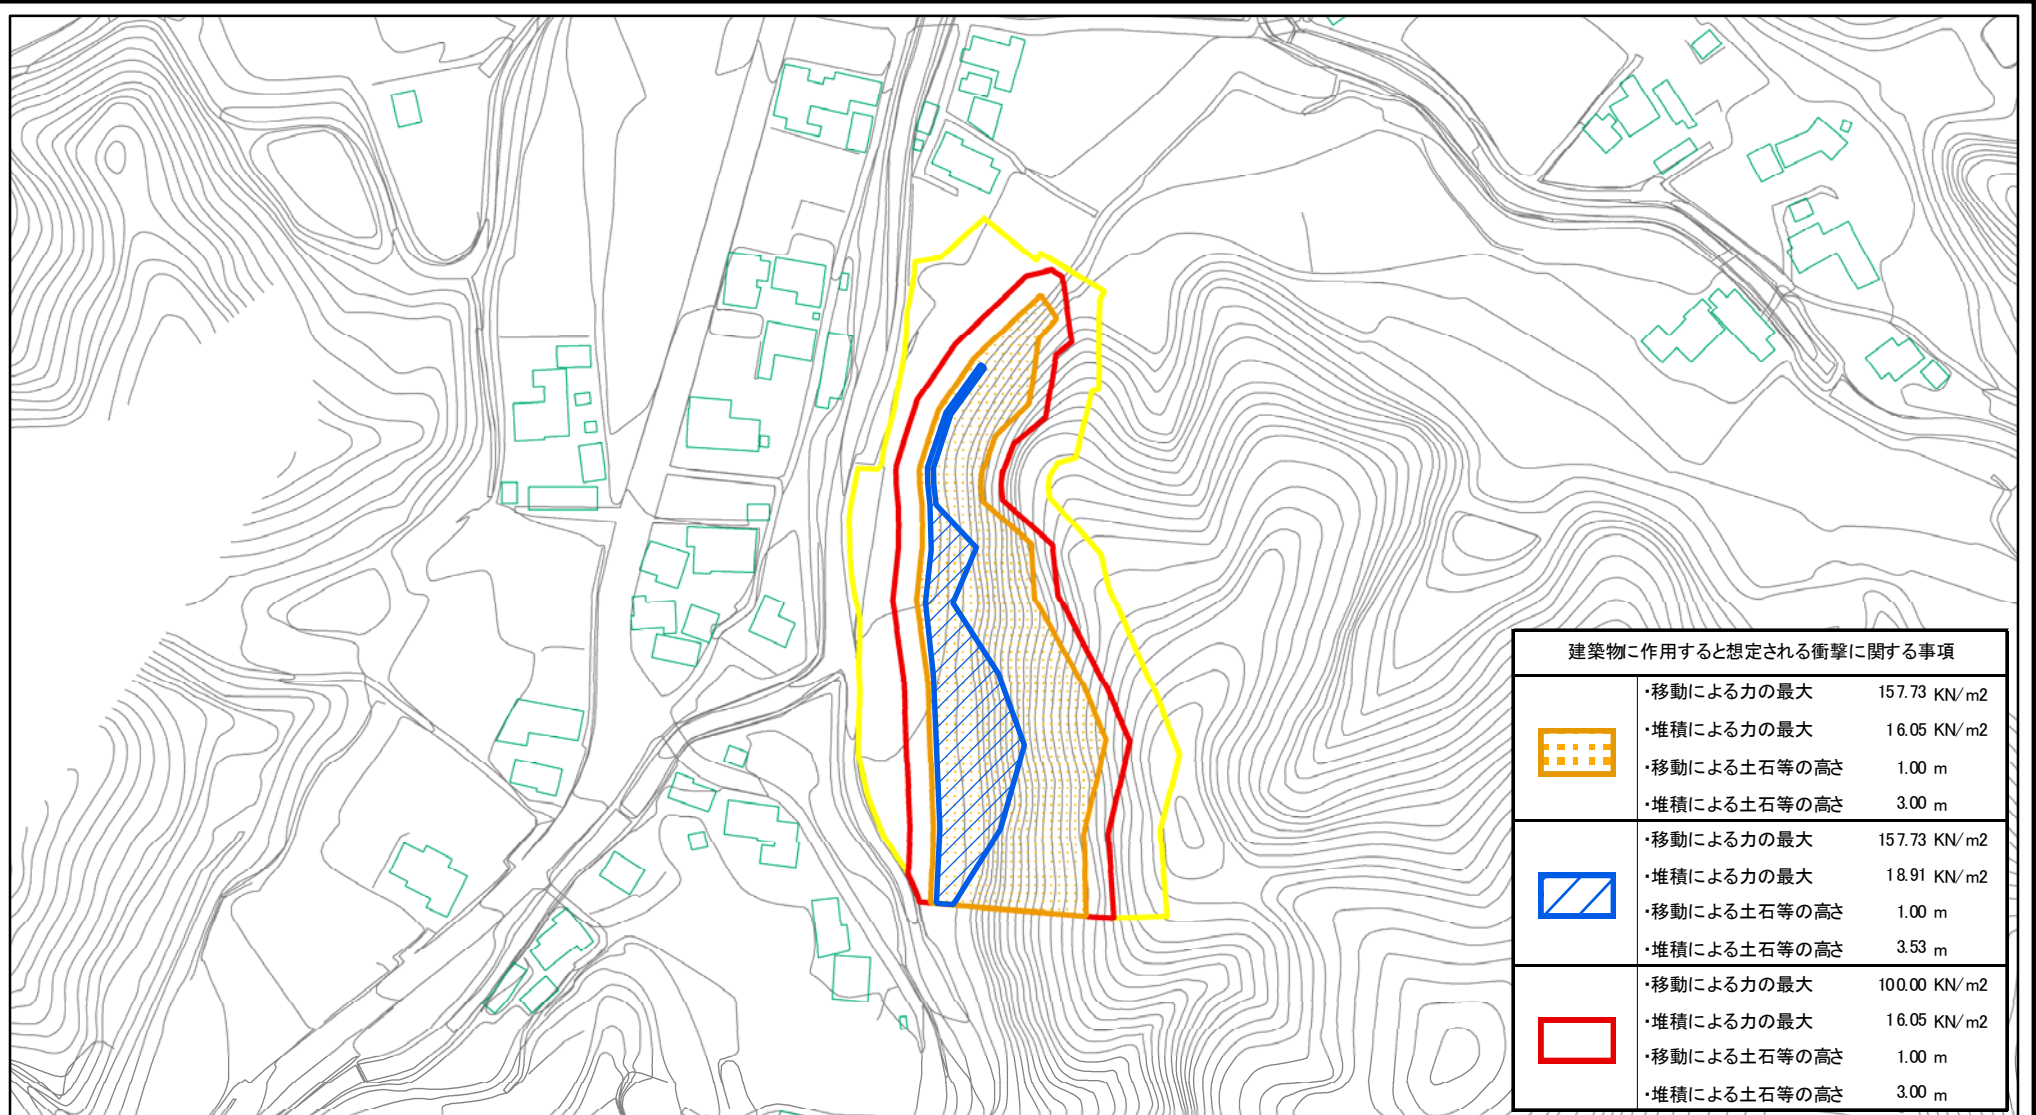 建築物に作用すると想定される衝撃に関する事項
・移動による力の最大 157.73 KN/m2
・堆積による力の最大 16.05 KN/m2
・移動による土石等の高さ 1.00 m
・堆積による土石等の高さ 3.00 m
・移動による力の最大 157.73 KN/m2
・堆積による力の最大 18.91 KN/m2
・移動による土石等の高さ 1.00 m
・堆積による土石等の高さ 3.53 m
・移動による力の最大 100.00 KN/m2
・堆積による力の最大 16.05 KN/m2
・移動による土石等の高さ 1.00 m
・堆積による土石等の高さ 3.00 m